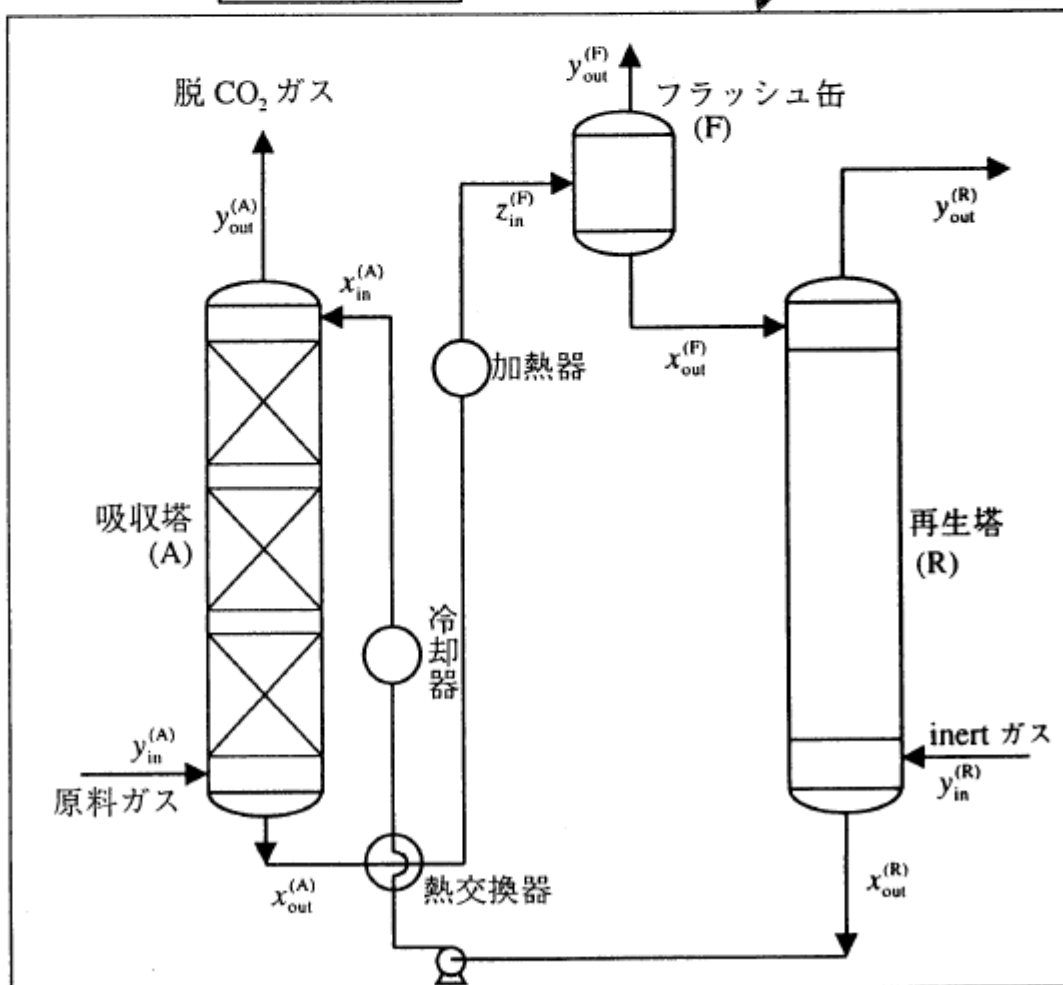 脱 CO₂ ガス
y_out^(A)
x_in^(A)
y_out^(F)
フラッシュ缶
(F)
z_in^(F)
x_out^(F)
y_out^(R)
加熱器
吸収塔
(A)
冷却器
再生塔
(R)
y_in^(A)
原料ガス
inert ガス
y_in^(R)
x_out^(A)
熱交換器
x_out^(R)